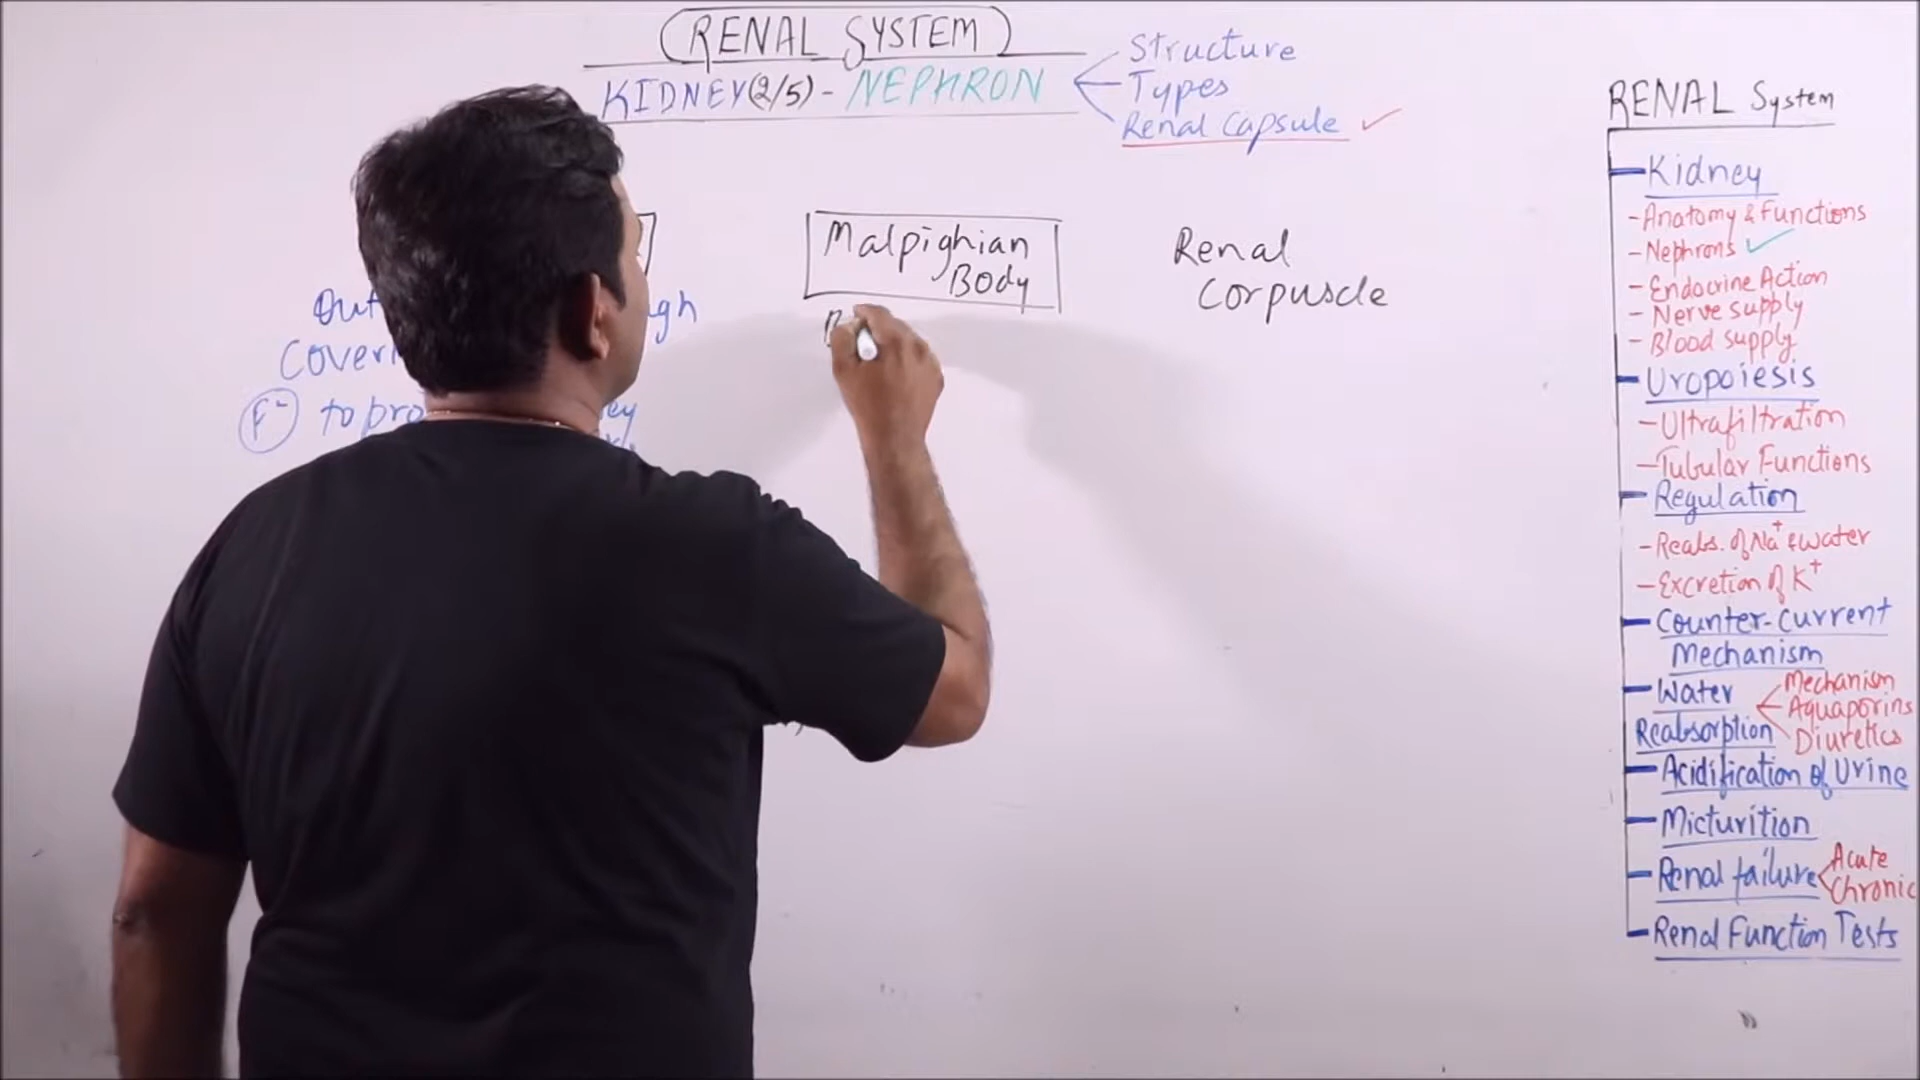 RENAL SYSTEM
KIDNEY(2/5) - NEPHRON
Structure
Types
Renal Capsule ✓
Malpighian
Body
Renal
Corpuscle
RENAL System
Kidney
- Anatomy & Functions
- Nephrons ✓
- Endocrine Action
- Nerve supply
- Blood supply
Uropoiesis
- Ultrafiltration
- Tubular Functions
Regulation
- Reabs. of Na+ & water
- Excretion of K+
Counter-current
Mechanism
Water
Reabsorption
Mechanism
Aquaporins
Diuretics
Acidification of Urine
Micturition
Renal failure
Acute
Chronic
Renal Function Tests